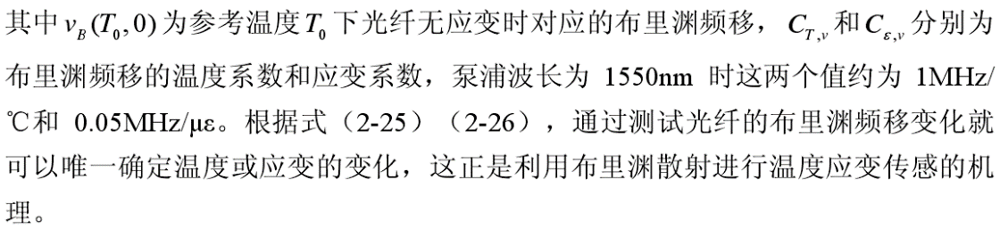 其中 ν_B(T_0,0) 为参考温度 T_0 下光纤无应变时对应的布里渊频移， C_{T,ν} 和 C_{ε,ν} 分别为
布里渊频移的温度系数和应变系数，泵浦波长为 1550nm 时这两个值约为 1MHz/
℃和 0.05MHz/με。根据式（2-25）（2-26），通过测试光纤的布里渊频移变化就
可以唯一确定温度或应变的变化，这正是利用布里渊散射进行温度应变传感的机
理。